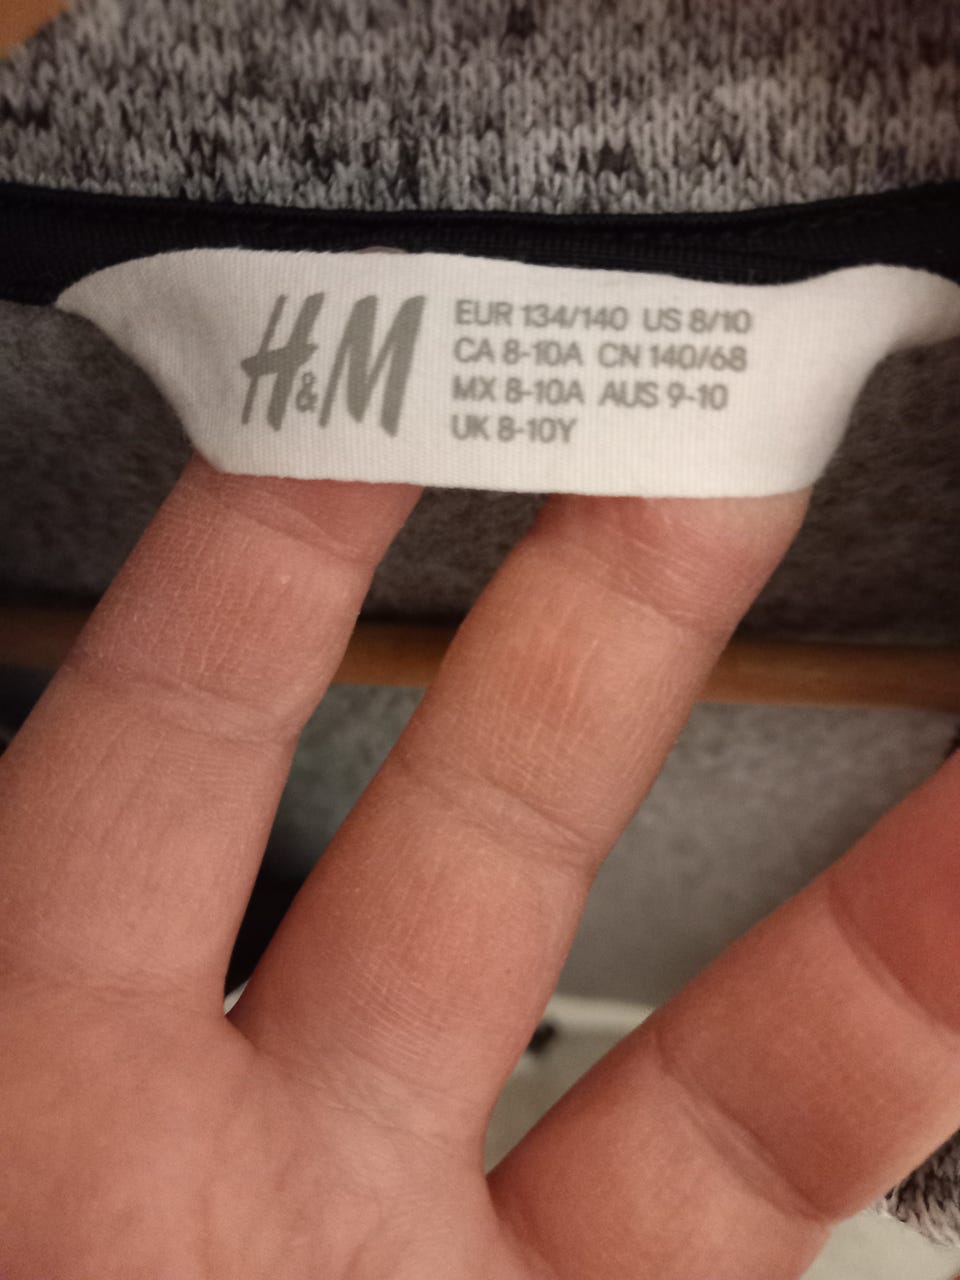 H&M
EUR 134/140 US 8/10
CA 8-10A CN 140/68
MX 8-10A AUS 9-10
UK 8-10Y